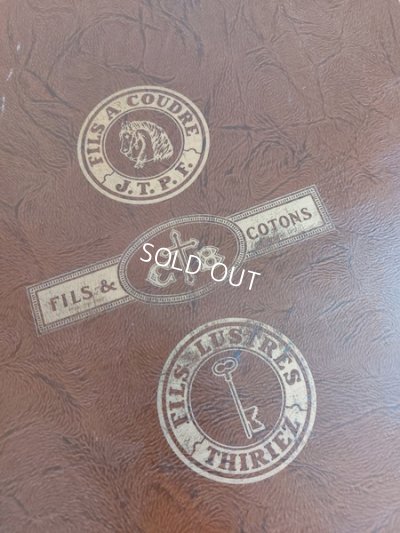 FILS A COUDRE
J.T.P.F.
FILS & COTONS
SOLD OUT
FILS LUSTRES
THIRIEZ